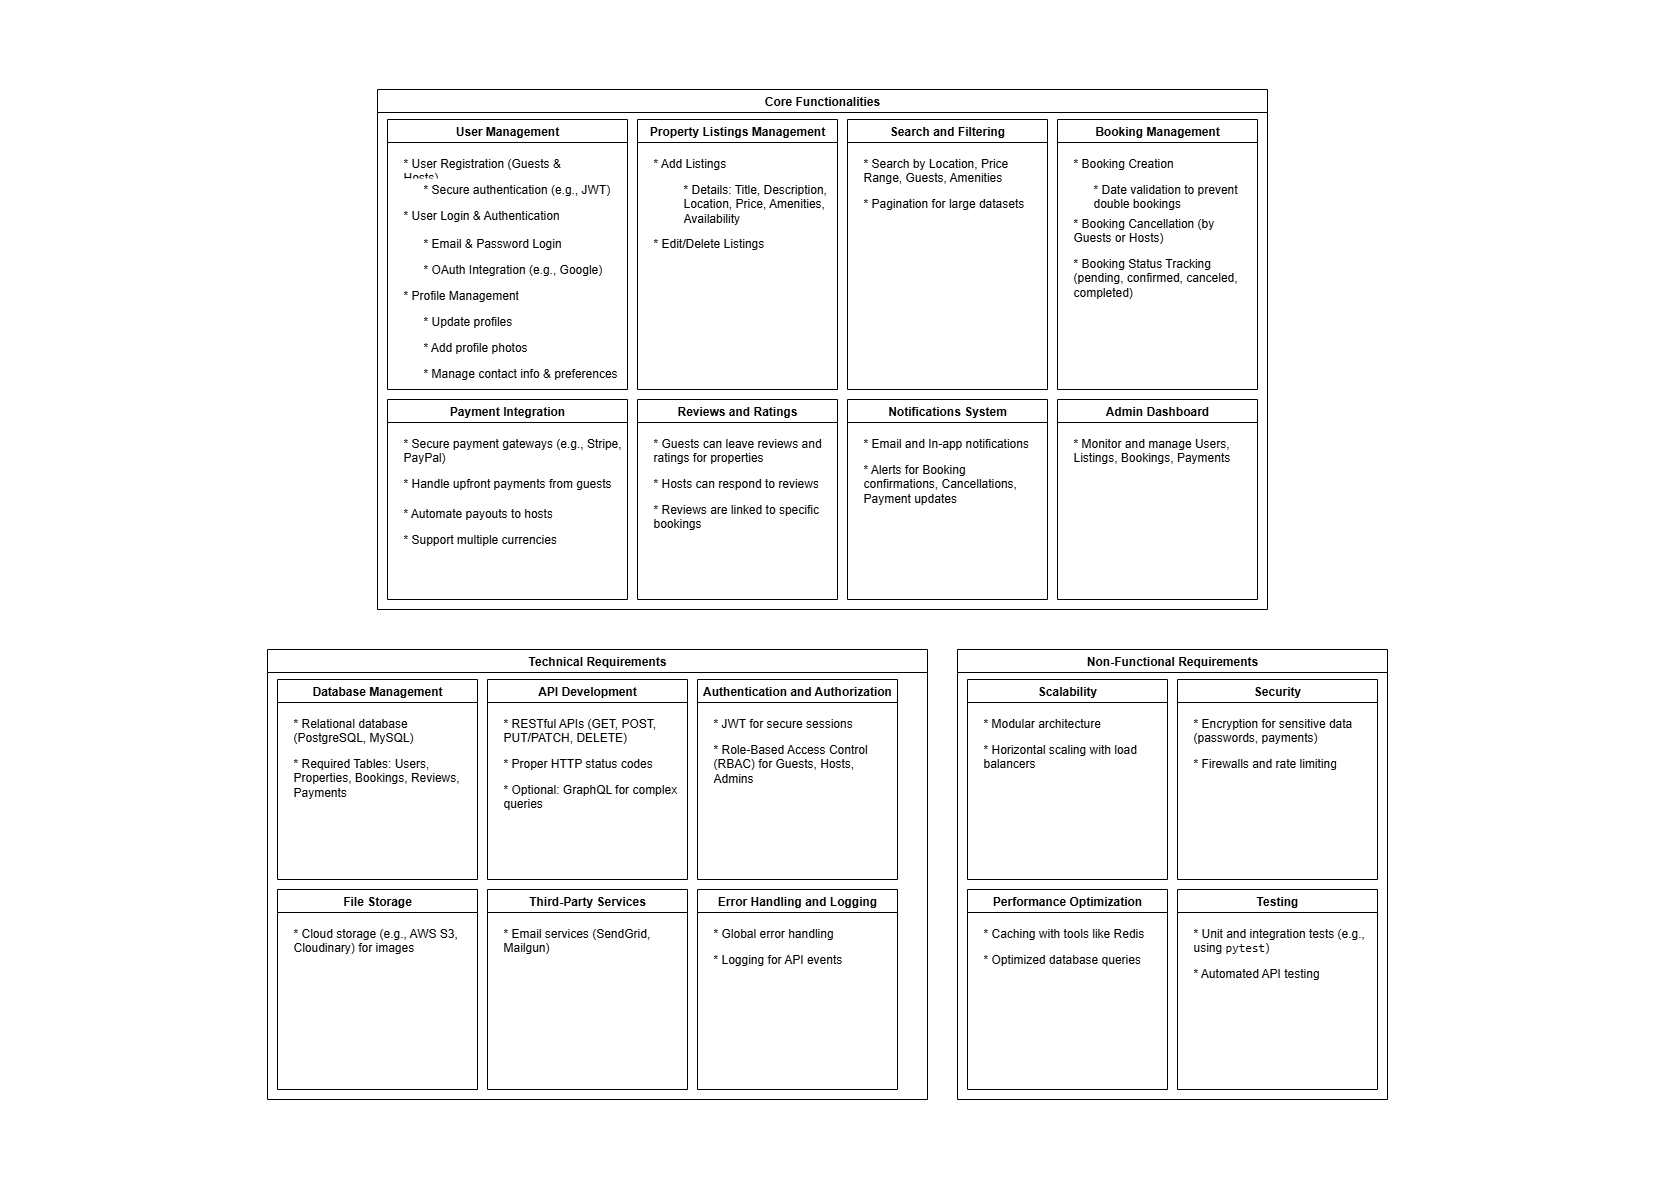 Core Functionalities
User Management
* User Registration (Guests &
Hosts)
* Secure authentication (e.g., JWT)
* User Login & Authentication
* Email & Password Login
* OAuth Integration (e.g., Google)
* Profile Management
* Update profiles
* Add profile photos
* Manage contact info & preferences
Property Listings Management
* Add Listings
* Details: Title, Description,
Location, Price, Amenities,
Availability
* Edit/Delete Listings
Search and Filtering
* Search by Location, Price
Range, Guests, Amenities
* Pagination for large datasets
Booking Management
* Booking Creation
* Date validation to prevent
double bookings
* Booking Cancellation (by
Guests or Hosts)
* Booking Status Tracking
(pending, confirmed, canceled,
completed)
Payment Integration
* Secure payment gateways (e.g., Stripe,
PayPal)
* Handle upfront payments from guests
* Automate payouts to hosts
* Support multiple currencies
Reviews and Ratings
* Guests can leave reviews and
ratings for properties
* Hosts can respond to reviews
* Reviews are linked to specific
bookings
Notifications System
* Email and In-app notifications
* Alerts for Booking
confirmations, Cancellations,
Payment updates
Admin Dashboard
* Monitor and manage Users,
Listings, Bookings, Payments
Technical Requirements
Database Management
* Relational database
(PostgreSQL, MySQL)
* Required Tables: Users,
Properties, Bookings, Reviews,
Payments
API Development
* RESTful APIs (GET, POST,
PUT/PATCH, DELETE)
* Proper HTTP status codes
* Optional: GraphQL for complex
queries
Authentication and Authorization
* JWT for secure sessions
* Role-Based Access Control
(RBAC) for Guests, Hosts,
Admins
File Storage
* Cloud storage (e.g., AWS S3,
Cloudinary) for images
Third-Party Services
* Email services (SendGrid,
Mailgun)
Error Handling and Logging
* Global error handling
* Logging for API events
Non-Functional Requirements
Scalability
* Modular architecture
* Horizontal scaling with load
balancers
Security
* Encryption for sensitive data
(passwords, payments)
* Firewalls and rate limiting
Performance Optimization
* Caching with tools like Redis
* Optimized database queries
Testing
* Unit and integration tests (e.g.,
using pytest)
* Automated API testing